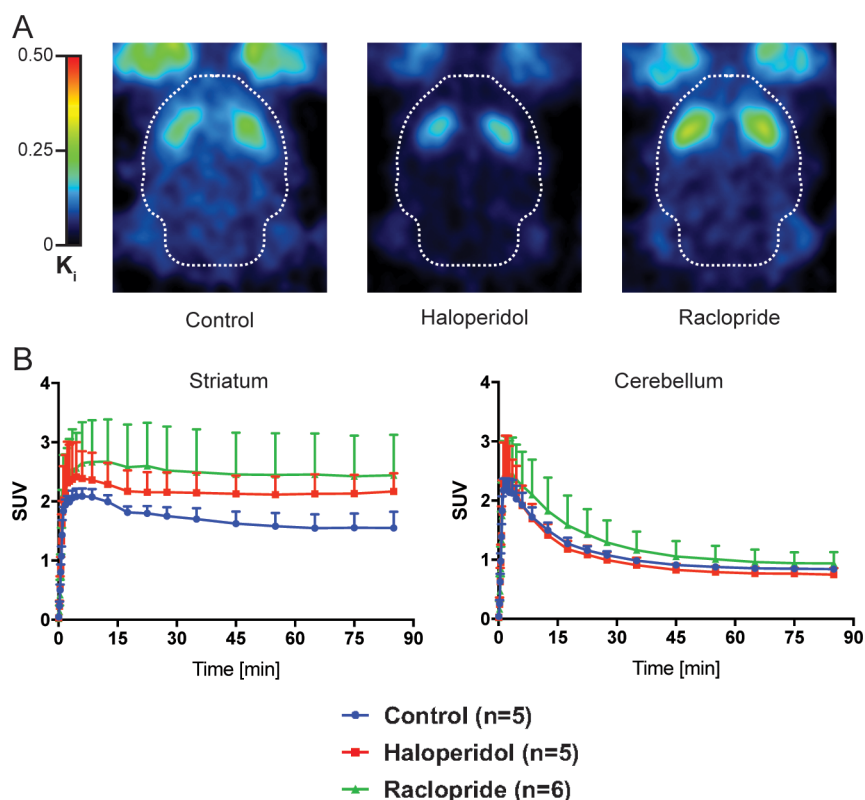 A
0.50
0.25
0
Ki
Control
Haloperidol
Raclopride
B
Striatum
4
3
2
1
0
SUV
0 15 30 45 60 75 90
Time [min]
Cerebellum
4
3
2
1
0
SUV
0 15 30 45 60 75 90
Time [min]
Control (n=5)
Haloperidol (n=5)
Raclopride (n=6)